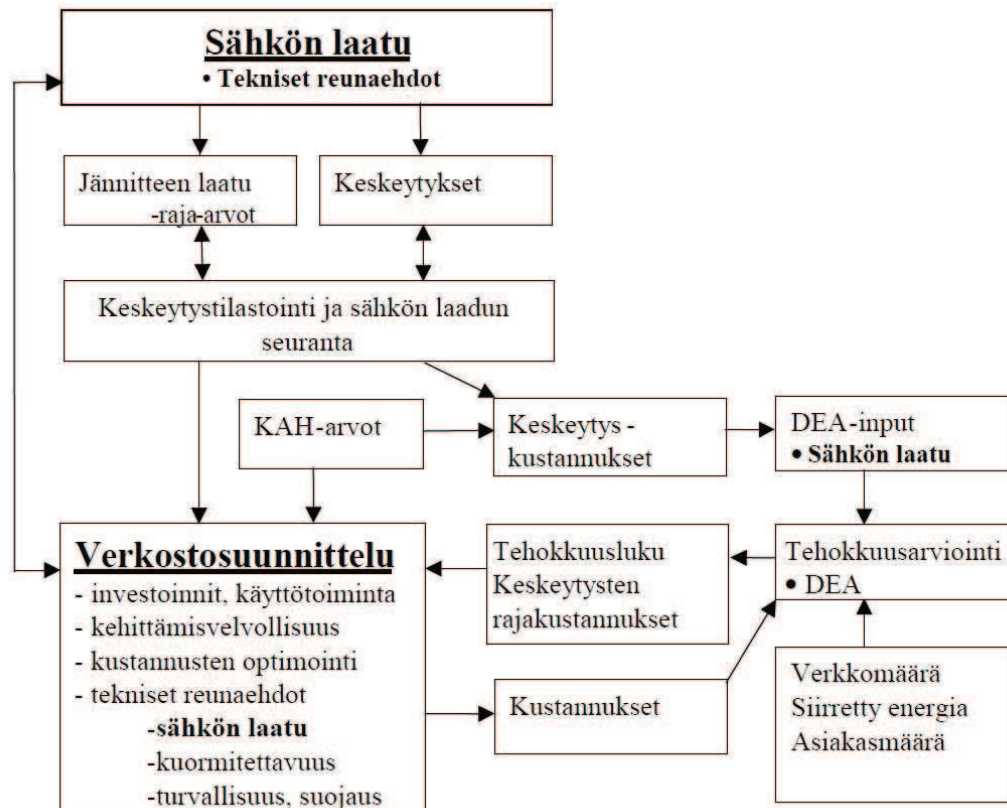 Sähkön laatu
• Tekniset reunaehdot
Jännitteen laatu
-raja-arvot
Keskeytykset
Keskeytystilastointi ja sähkön laadun
seuranta
KAH-arvot
Keskeytys -
kustannukset
DEA-input
• Sähkön laatu
Verkostosuunnittelu
- investoinnit, käyttötoiminta
- kehittämisvelvollisuus
- kustannusten optimointi
- tekniset reunaehdot
-sähkön laatu
-kuormitettavuus
-turvallisuus, suojaus
Tehokkuusluku
Keskeytysten
rajakustannukset
Tehokkuusarviointi
• DEA
Kustannukset
Verkkomäärä
Siirretty energia
Asiakasmäärä